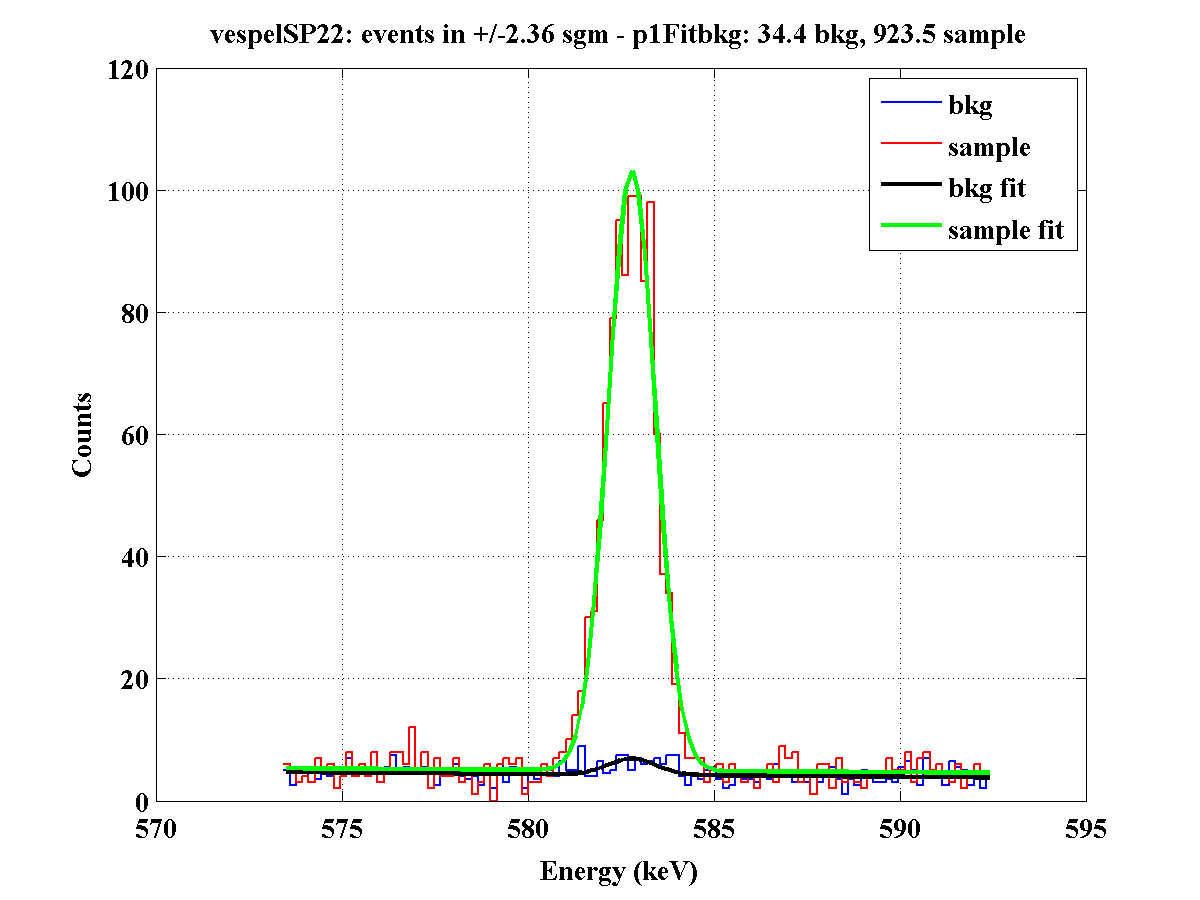 vespelSP22: events in +/-2.36 sgm - p1Fitbkg: 34.4 bkg, 923.5 sample
120
100
80
60
40
20
0
Counts
bkg
sample
bkg fit
sample fit
570 575 580 585 590 595
Energy (keV)